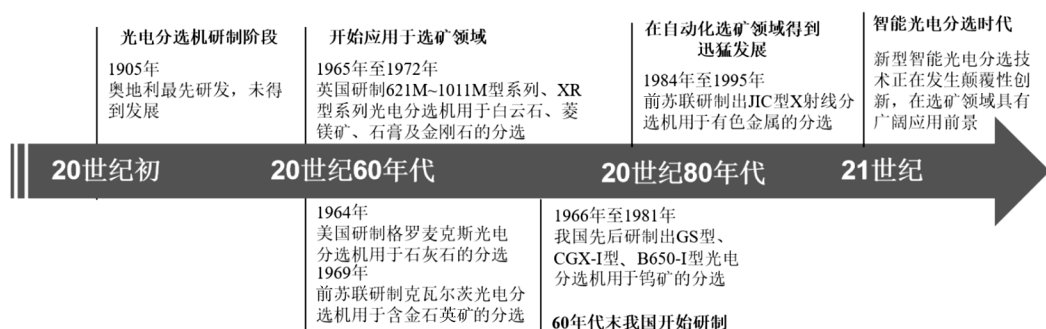 光电分选机研制阶段
1905年
奥地利最先研发，未得
到发展
开始应用于选矿领域
1965年至1972年
英国研制621M~1011M型系列、XR
型系列光电分选机用于白云石、菱
镁矿、石膏及金刚石的分选
在自动化选矿领域得到
迅猛发展
1984年至1995年
前苏联研制出JIC型X射线分
选机用于有色金属的分选
智能光电分选时代
新型智能光电分选技
术正在发生颠覆性创
新，在选矿领域具有
广阔应用前景
20世纪初
20世纪60年代
20世纪80年代
21世纪
1964年
美国研制格罗麦克斯光电
分选机用于石灰石的分选
1969年
前苏联研制克瓦尔茨光电分
选机用于含金石英矿的分选
1966年至1981年
我国先后研制出GS型、
CGX-I型、B650-I型光电
分选机用于钨矿的分选
60年代末我国开始研制